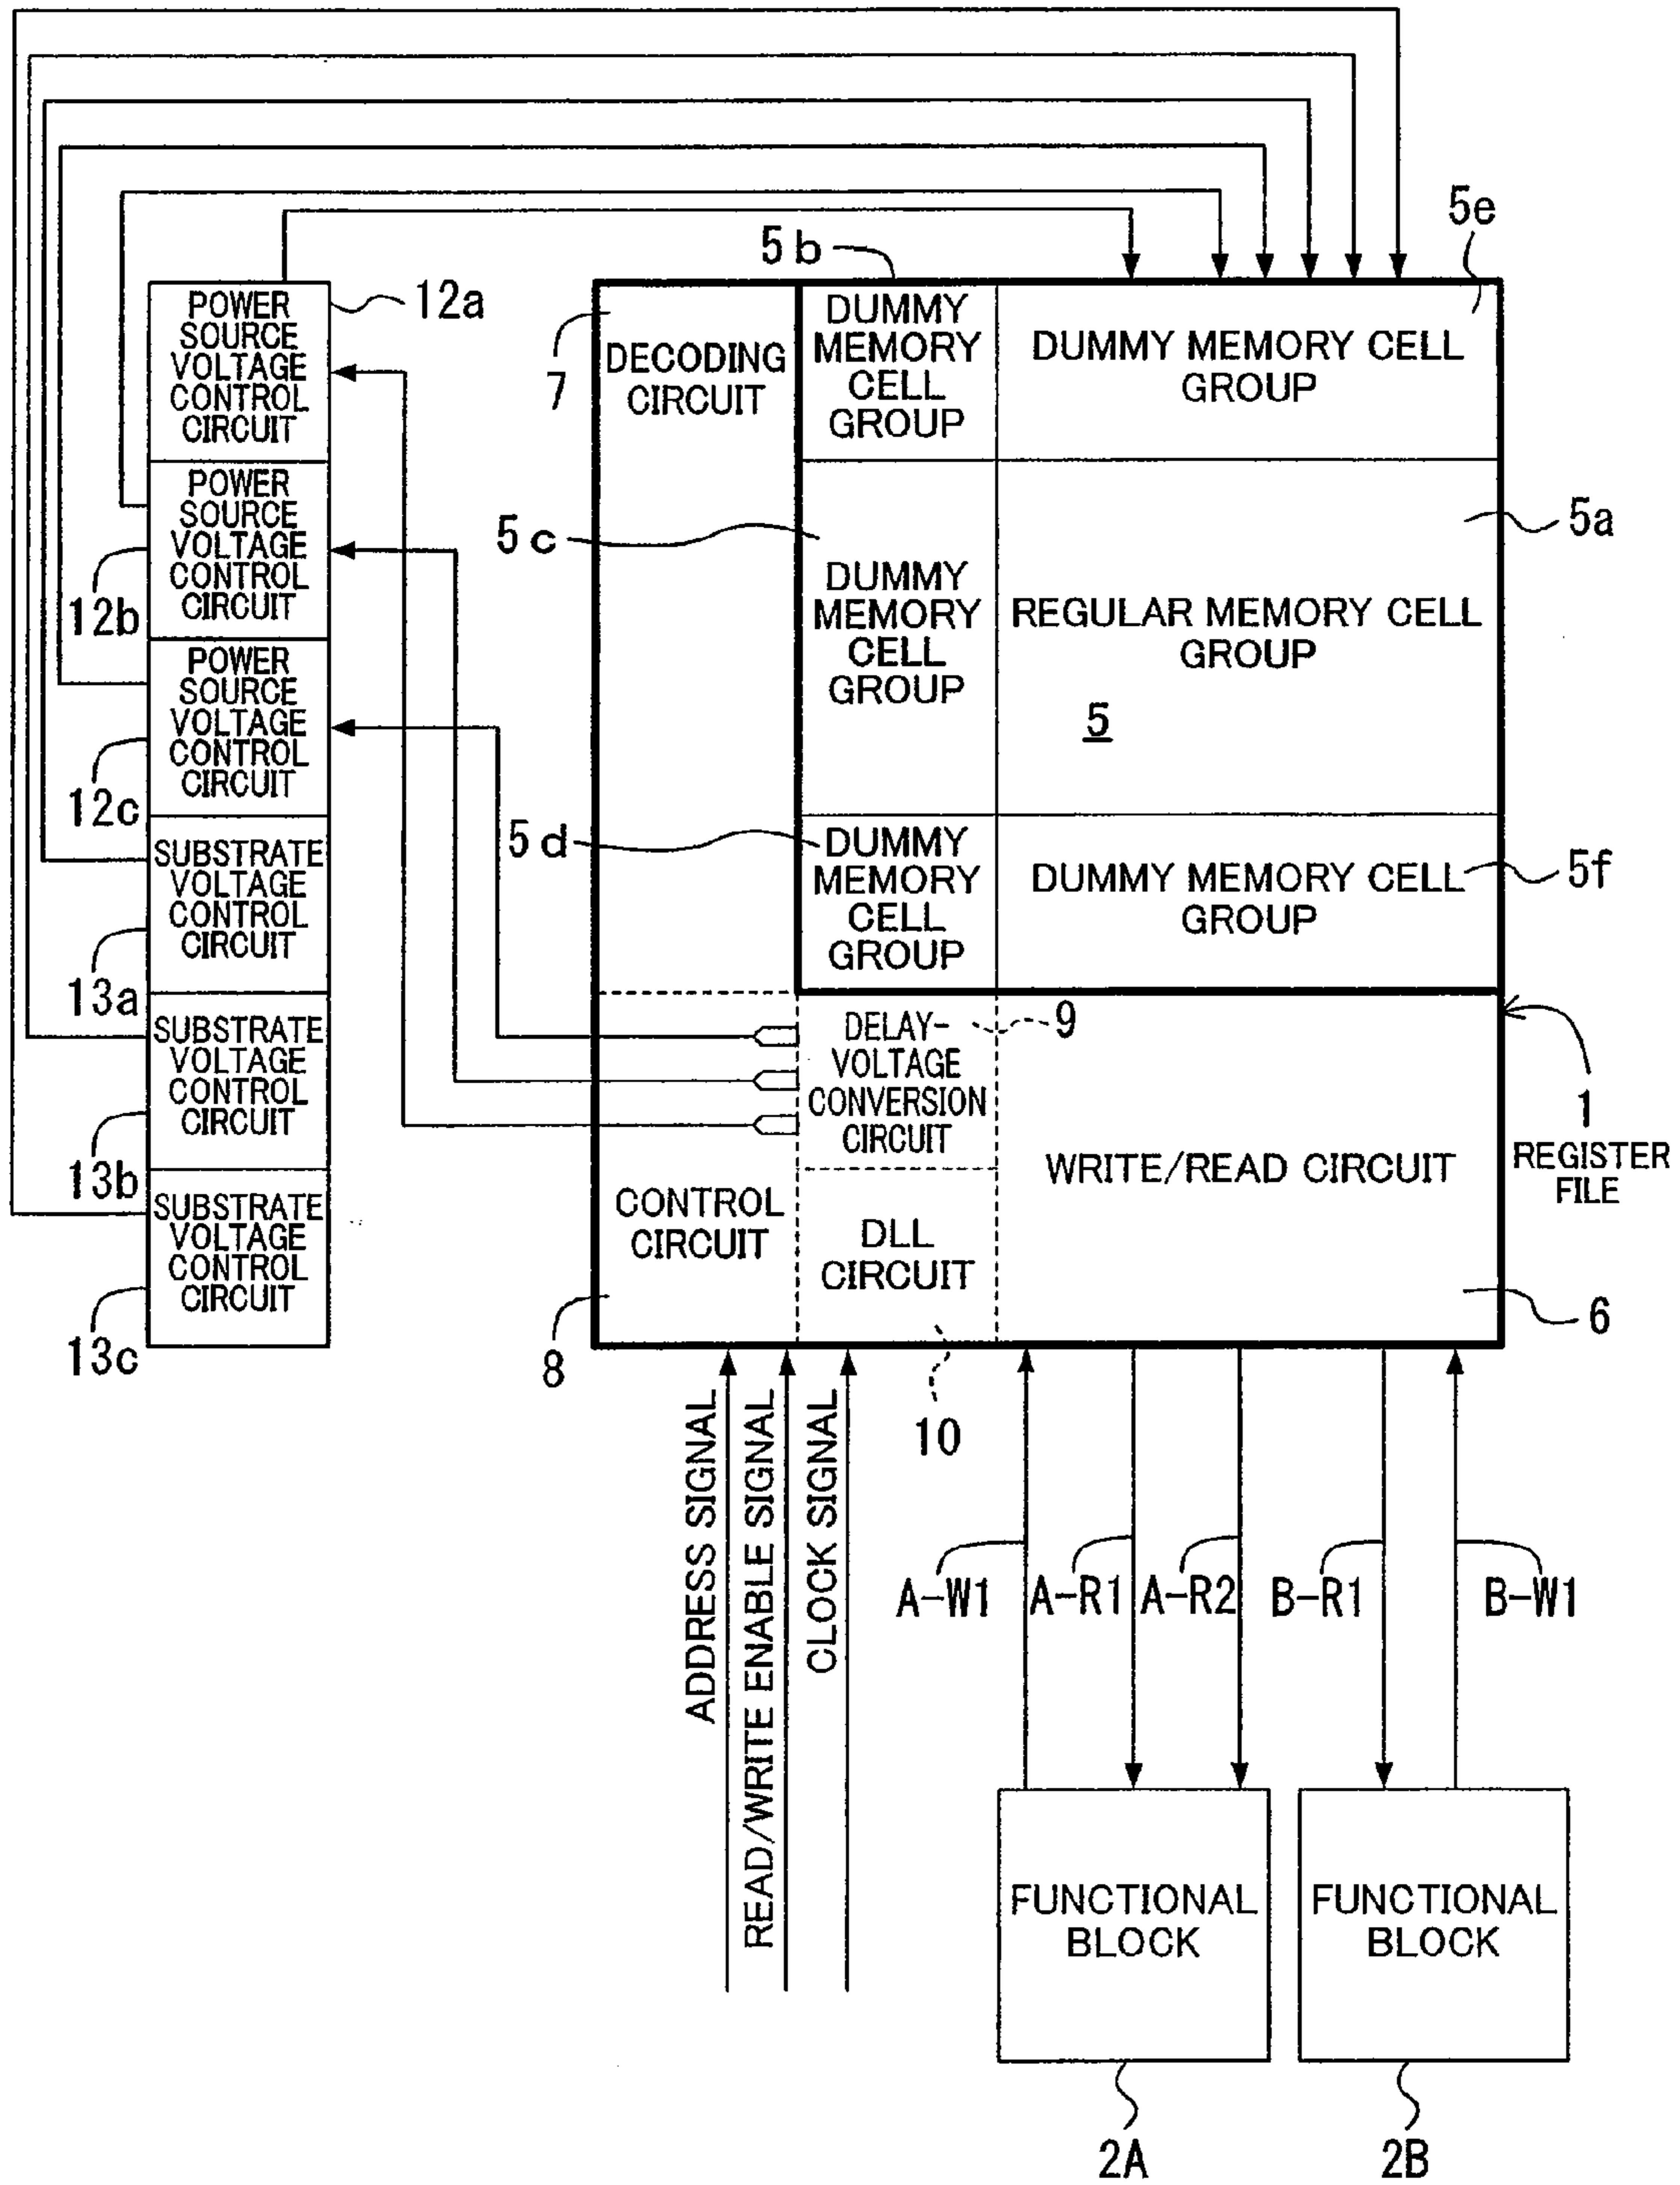 5e
5b
12a
POWER
SOURCE
VOLTAGE
CONTROL
CIRCUIT
7
DECODING
CIRCUIT
DUMMY
MEMORY
CELL
GROUP
DUMMY MEMORY CELL
GROUP
POWER
SOURCE
VOLTAGE
CONTROL
CIRCUIT
12b
5c
5a
DUMMY
MEMORY
CELL
GROUP
REGULAR MEMORY CELL
GROUP
5
POWER
SOURCE
VOLTAGE
CONTROL
CIRCUIT
12c
5d
DUMMY
MEMORY
CELL
GROUP
DUMMY MEMORY CELL
GROUP
5f
SUBSTRATE
VOLTAGE
CONTROL
CIRCUIT
13a
SUBSTRATE
VOLTAGE
CONTROL
CIRCUIT
13b
DELAY-
VOLTAGE
CONVERSION
CIRCUIT
9
1
REGISTER
FILE
WRITE/READ CIRCUIT
SUBSTRATE
VOLTAGE
CONTROL
CIRCUIT
13c
CONTROL
CIRCUIT
8
DLL
CIRCUIT
10
6
ADDRESS SIGNAL
READ/WRITE ENABLE SIGNAL
CLOCK SIGNAL
A-W1
A-R1
A-R2
B-R1
B-W1
FUNCTIONAL
BLOCK
FUNCTIONAL
BLOCK
2A
2B